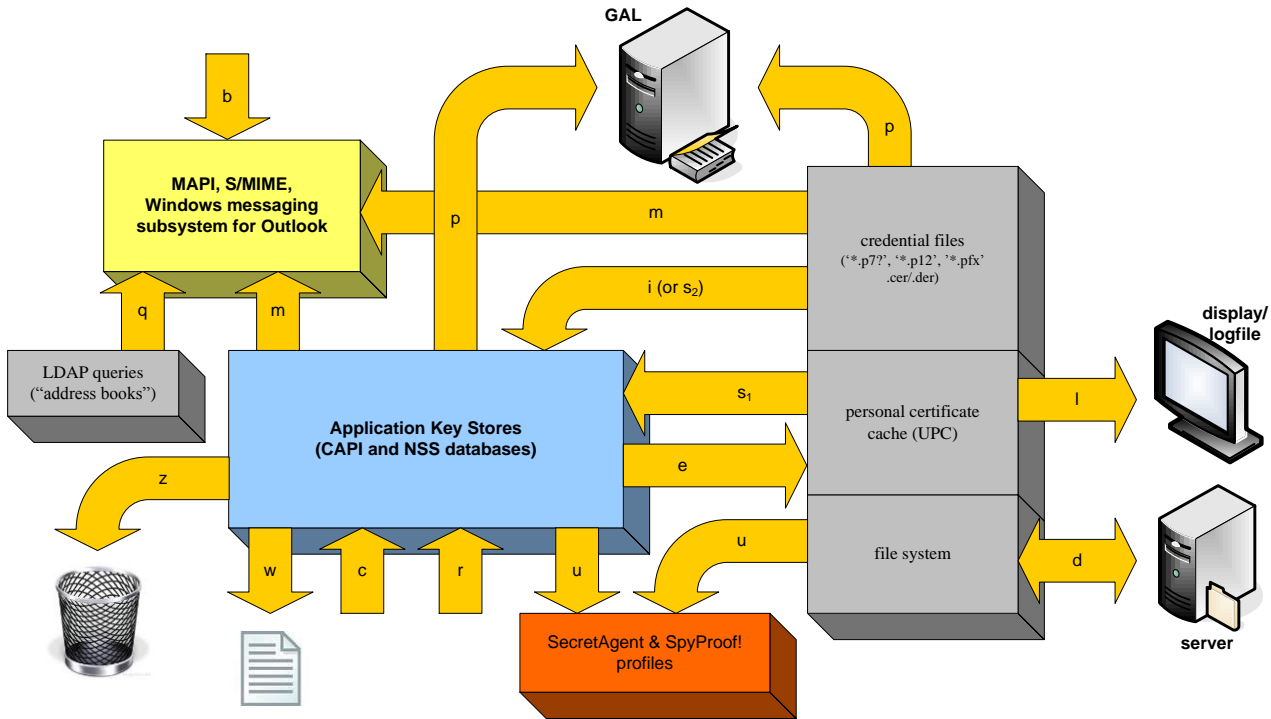 GAL
b
p
MAPI, S/MIME,
Windows messaging
subsystem for Outlook
p
m
credential files
(‘*.p7?’, ‘*.p12’, ’*.pfx’
.cer/.der)
i (or s₂)
q
m
display/
logfile
LDAP queries
(“address books”)
s₁
personal certificate
cache (UPC)
l
Application Key Stores
(CAPI and NSS databases)
e
z
u
file system
d
w
c
r
u
SecretAgent & SpyProof!
profiles
server